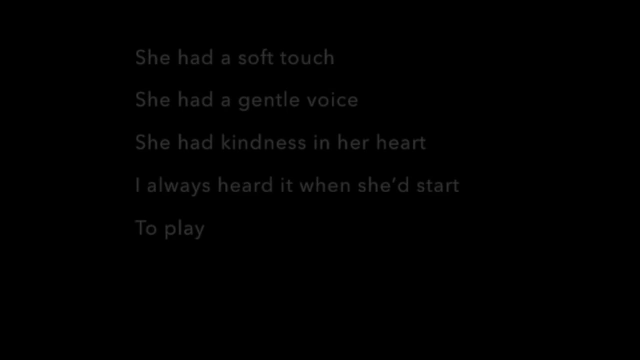 She had a soft touch
She had a gentle voice
She had kindness in her heart
I always heard it when she’d start
To play